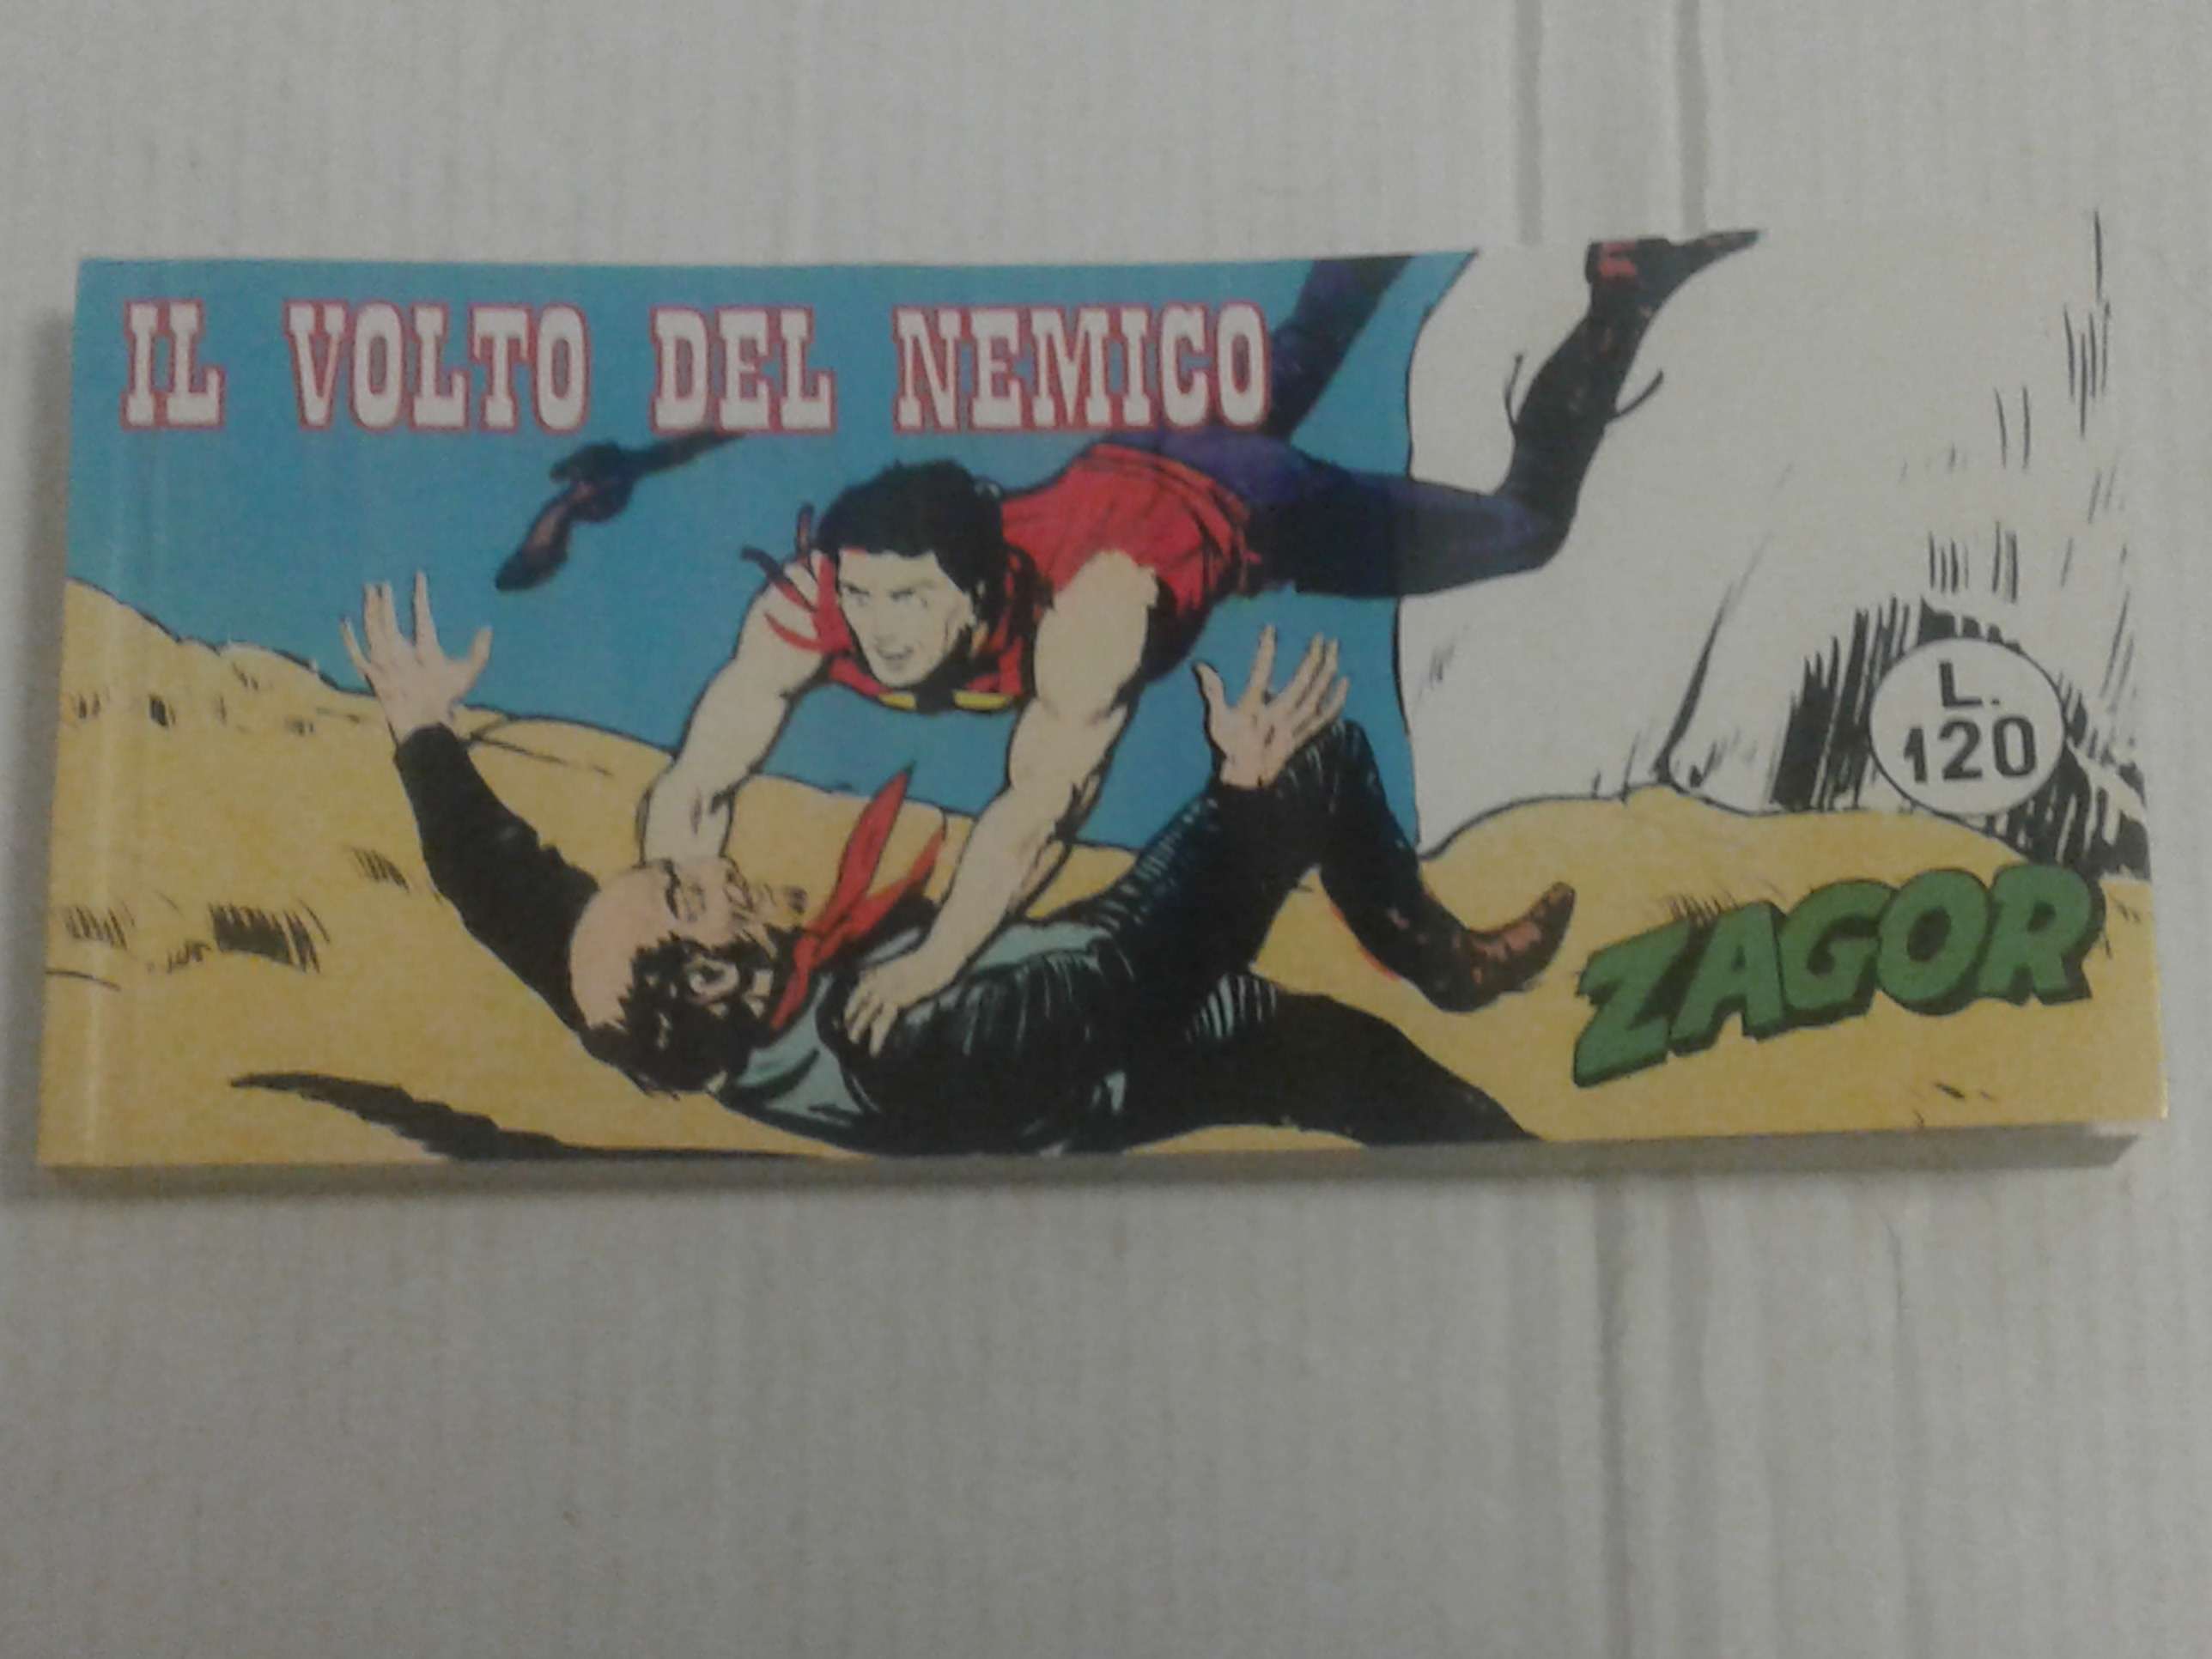 IL VOLTO DEL NEMICO
L.
120
ZAGOR